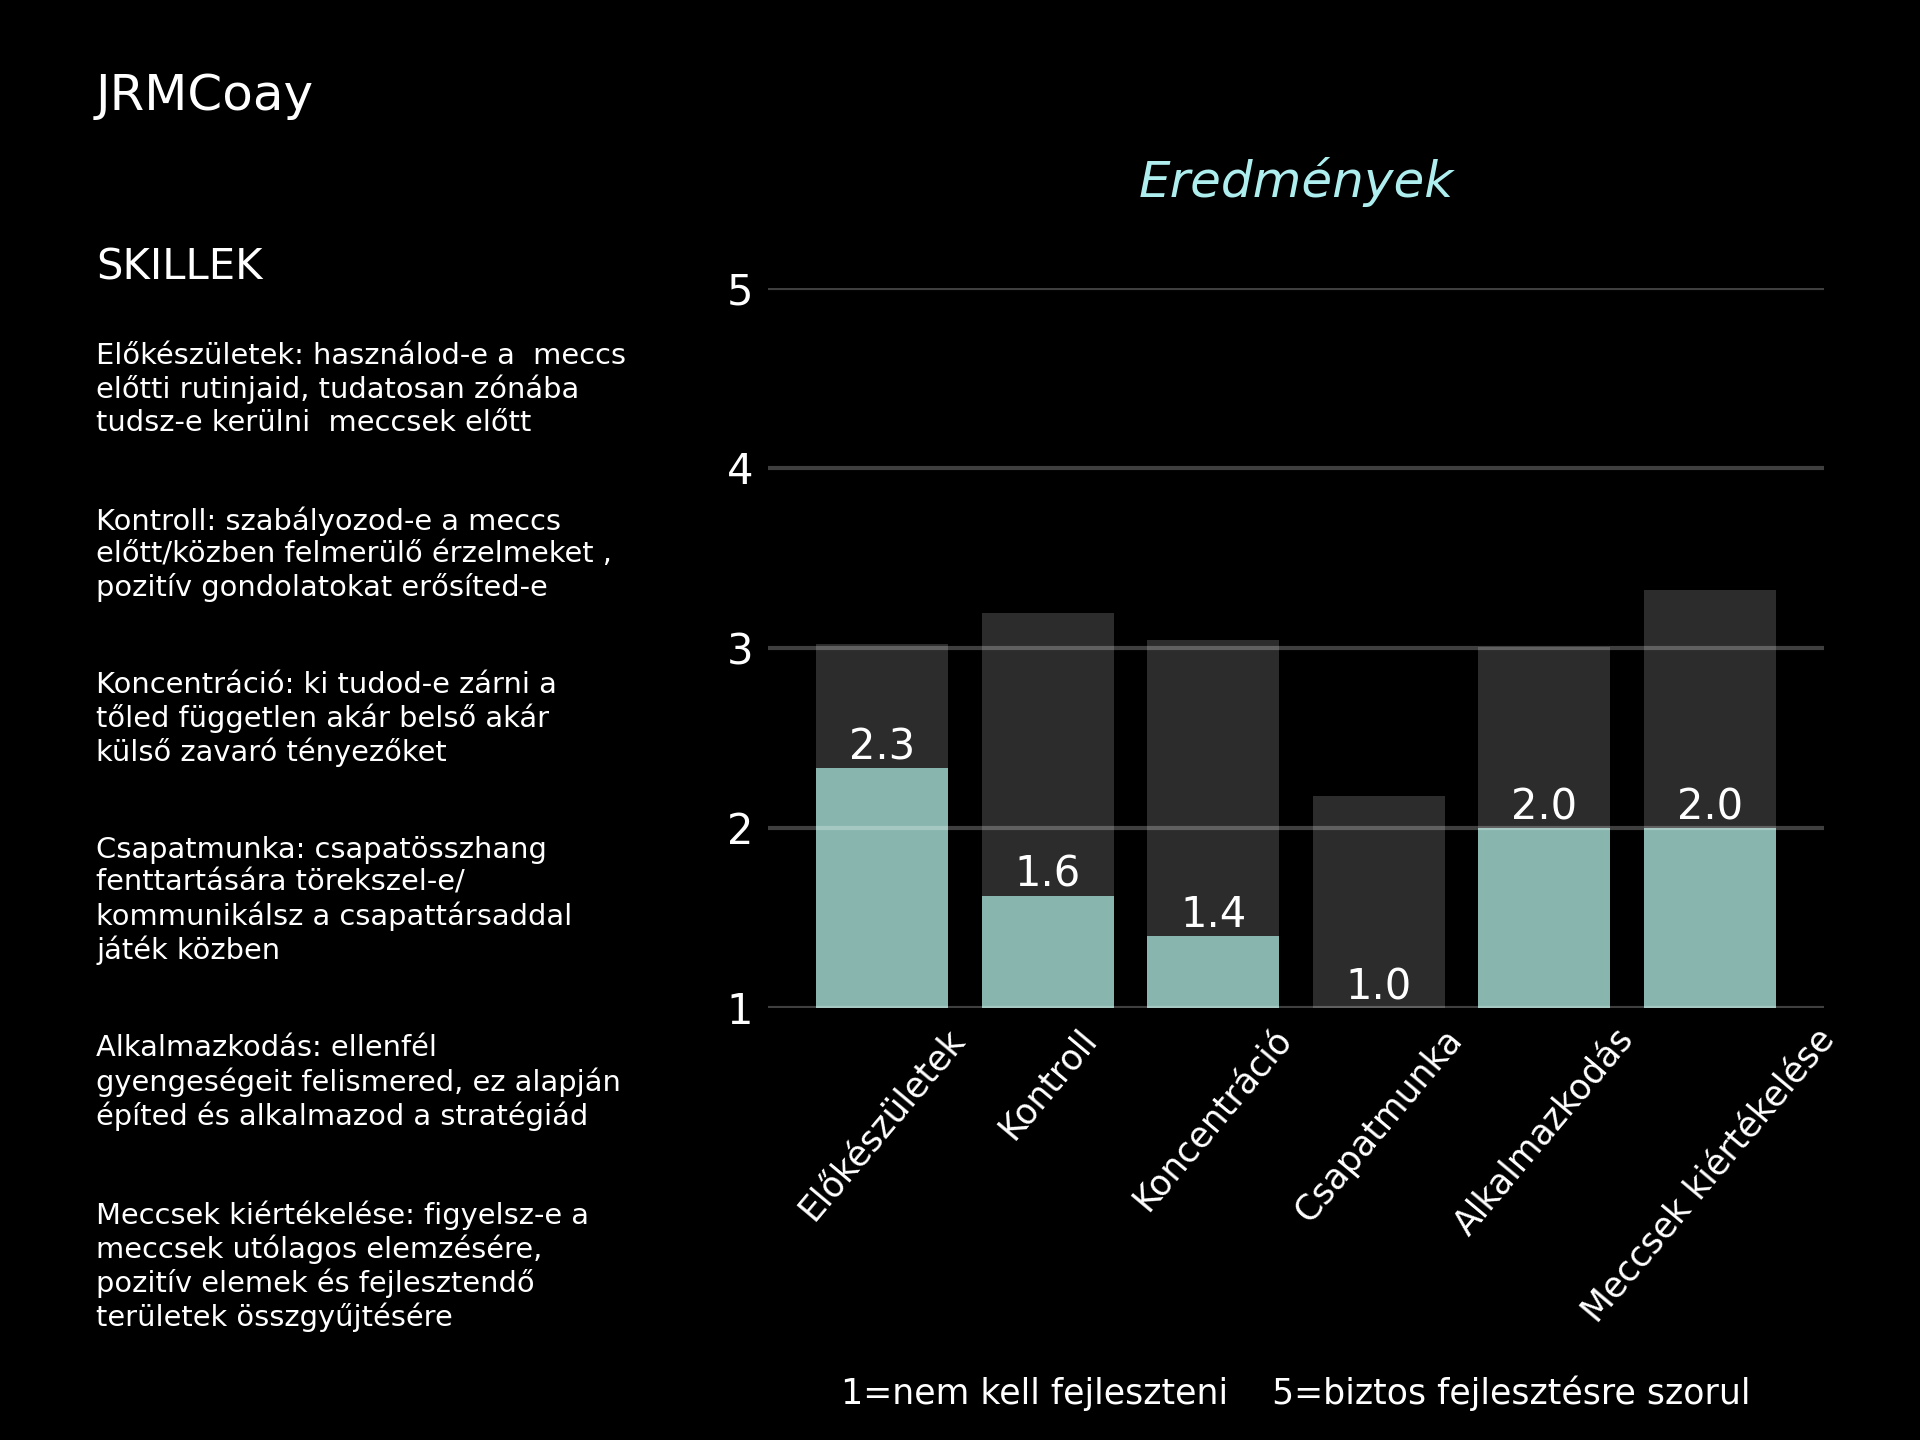 JRMCoay
SKILLEK
Előkészületek: használod-e a  meccs
előtti rutinjaid, tudatosan zónába
tudsz-e kerülni  meccsek előtt
Kontroll: szabályozod-e a meccs
előtt/közben felmerülő érzelmeket ,
pozitív gondolatokat erősíted-e
Koncentráció: ki tudod-e zárni a
tőled független akár belső akár
külső zavaró tényezőket
Csapatmunka: csapatösszhang
fenttartására törekszel-e/
kommunikálsz a csapattársaddal
játék közben
Alkalmazkodás: ellenfél
gyengeségeit felismered, ez alapján
építed és alkalmazod a stratégiád
Meccsek kiértékelése: figyelsz-e a
meccsek utólagos elemzésére,
pozitív elemek és fejlesztendő
területek összgyűjtésére
Eredmények
5
4
3
2
1
2.3
1.6
1.4
1.0
2.0
2.0
Előkészületek
Kontroll
Koncentráció
Csapatmunka
Alkalmazkodás
Meccsek kiértékelése
1=nem kell fejleszteni    5=biztos fejlesztésre szorul